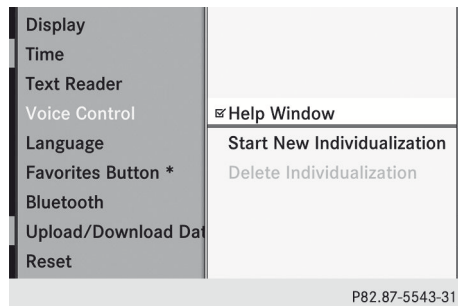 Display
Time
Text Reader
Voice Control
Help Window
Language
Start New Individualization
Favorites Button *
Delete Individualization
Bluetooth
Upload/Download Dat
Reset
P82.87-5543-31